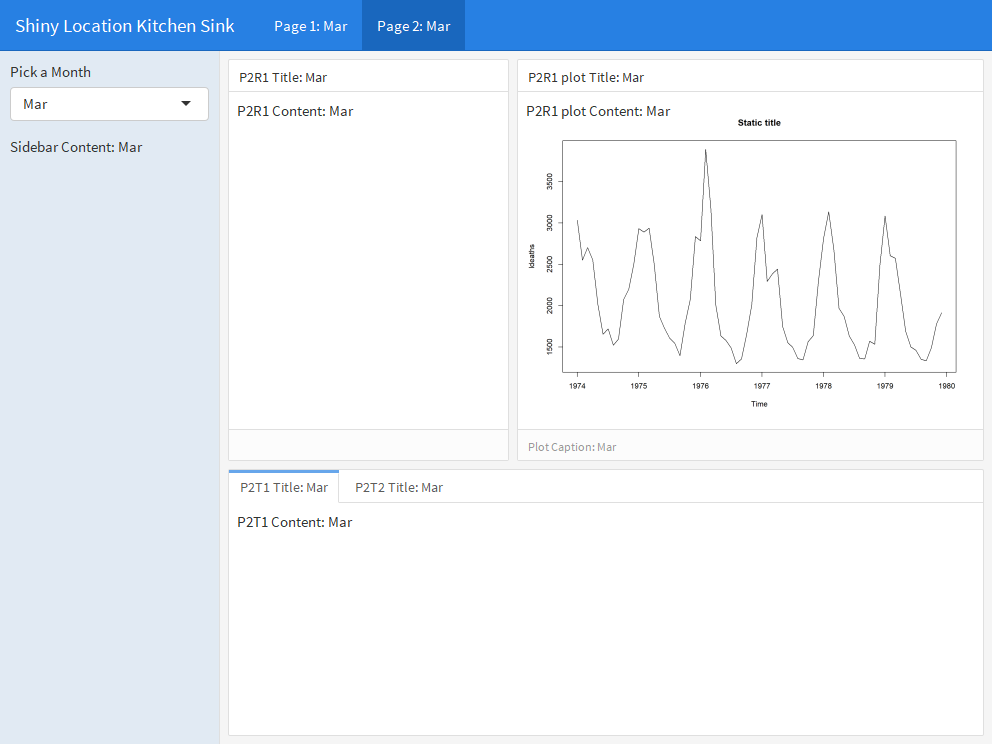 Shiny Location Kitchen Sink
Page 1: Mar
Page 2: Mar
Pick a Month
Mar
Sidebar Content: Mar
P2R1 Title: Mar
P2R1 Content: Mar
P2R1 plot Title: Mar
P2R1 plot Content: Mar
Static title
3500
3000
2500
2000
1500
ldeaths
1974 1975 1976 1977 1978 1979 1980
Time
Plot Caption: Mar
P2T1 Title: Mar
P2T2 Title: Mar
P2T1 Content: Mar